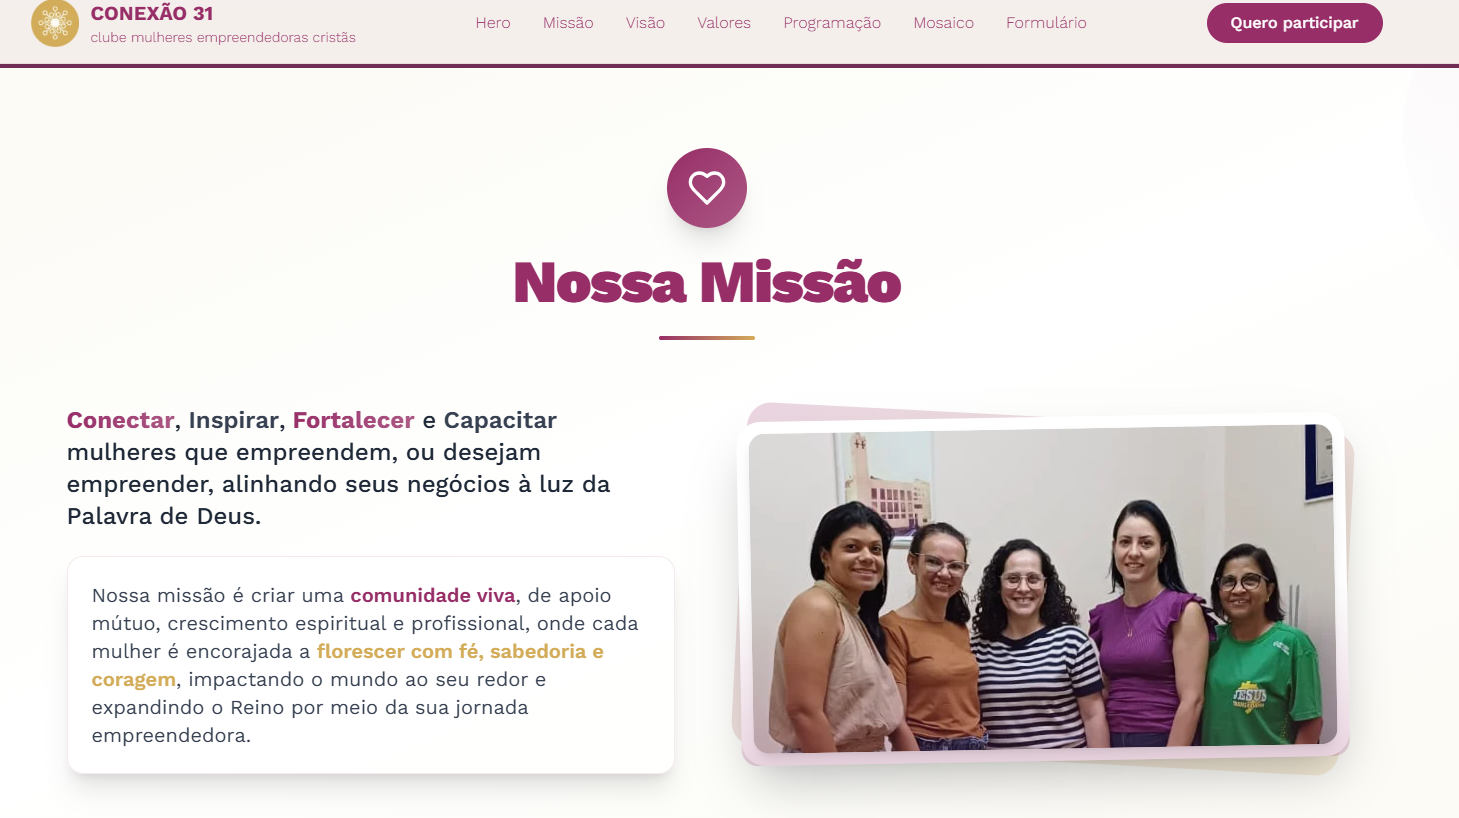 CONEXÃO 31
clube mulheres empreendedoras cristãs
Hero Missão Visão Valores Programação Mosaico Formulário
Quero participar
Nossa Missão
Conectar, Inspirar, Fortalecer e Capacitar
mulheres que empreendem, ou desejam
empreender, alinhando seus negócios à luz da
Palavra de Deus.
Nossa missão é criar uma comunidade viva, de apoio
mútuo, crescimento espiritual e profissional, onde cada
mulher é encorajada a florescer com fé, sabedoria e
coragem, impactando o mundo ao seu redor e
expandindo o Reino por meio da sua jornada
empreendedora.
JESUS